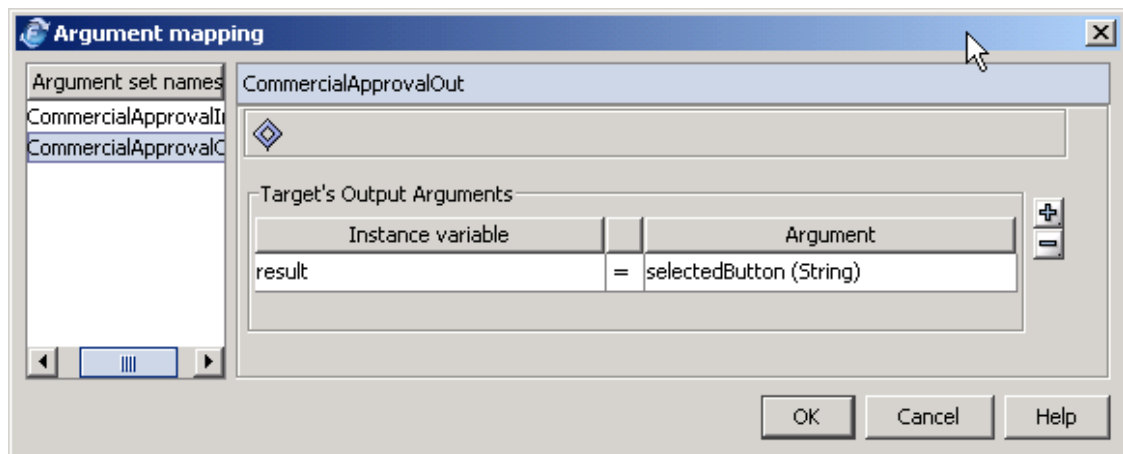 Argument mapping
Argument set names
CommercialApprovalOut
CommercialApprovalI
CommercialApprovalC
Target's Output Arguments
Instance variable Argument
result = selectedButton (String)
OK Cancel Help